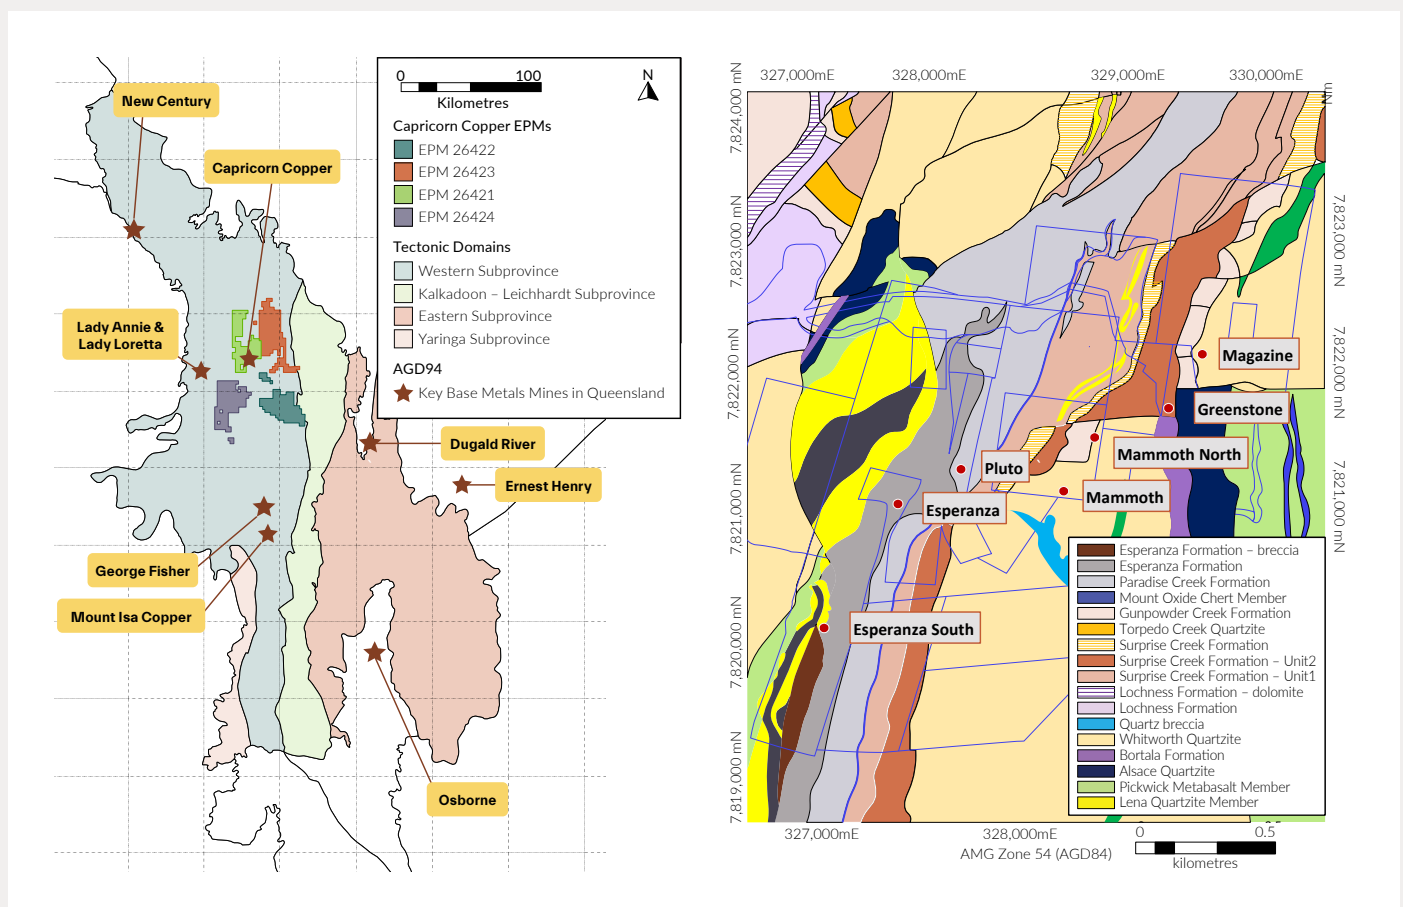 New Century
Capricorn Copper
Lady Annie &
Lady Loretta
George Fisher
Mount Isa Copper
Dugald River
Ernest Henry
Osborne
0 100
Kilometres
N
Capricorn Copper EPMs
EPM 26422
EPM 26423
EPM 26421
EPM 26424
Tectonic Domains
Western Subprovince
Kalkadoon – Leichhardt Subprovince
Eastern Subprovince
Yaringa Subprovince
AGD94
Key Base Metals Mines in Queensland
327,000mE 328,000mE 329,000mE 330,000mE
7,824,000 mN
7,823,000 mN
7,822,000 mN
7,821,000 mN
7,820,000 mN
7,819,000 mN
mN
7,823,000 mN
7,822,000 mN
7,821,000 mN
Magazine
Greenstone
Mammoth North
Pluto
Mammoth
Esperanza
Esperanza South
Esperanza Formation – breccia
Esperanza Formation
Paradise Creek Formation
Mount Oxide Chert Member
Gunpowder Creek Formation
Torpedo Creek Quartzite
Surprise Creek Formation
Surprise Creek Formation – Unit2
Surprise Creek Formation – Unit1
Lochness Formation – dolomite
Lochness Formation
Quartz breccia
Whitworth Quartzite
Bortala Formation
Alsace Quartzite
Pickwick Metabasalt Member
Lena Quartzite Member
327,000mE 328,000mE
AMG Zone 54 (AGD84)
0 0.5
kilometres